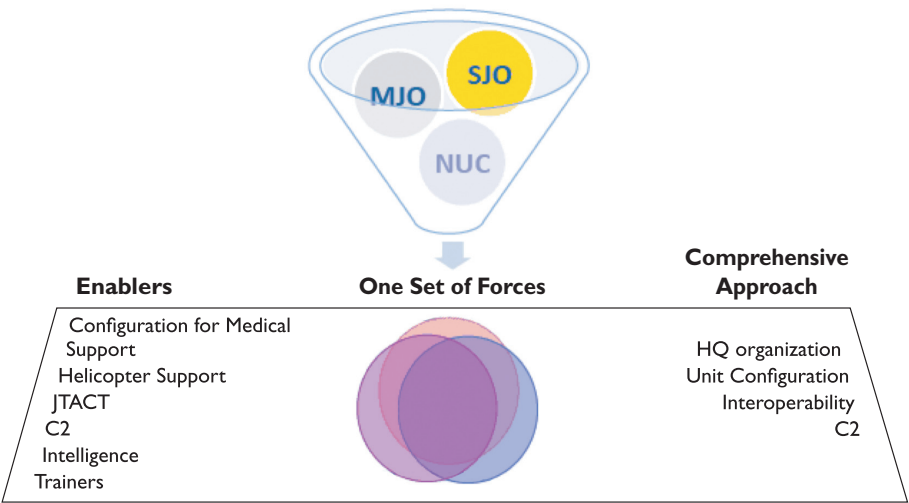 SJO
MJO
NUC
Enablers
One Set of Forces
Comprehensive
Approach
Configuration for Medical
Support
Helicopter Support
JTACT
C2
Intelligence
Trainers
HQ organization
Unit Configuration
Interoperability
C2